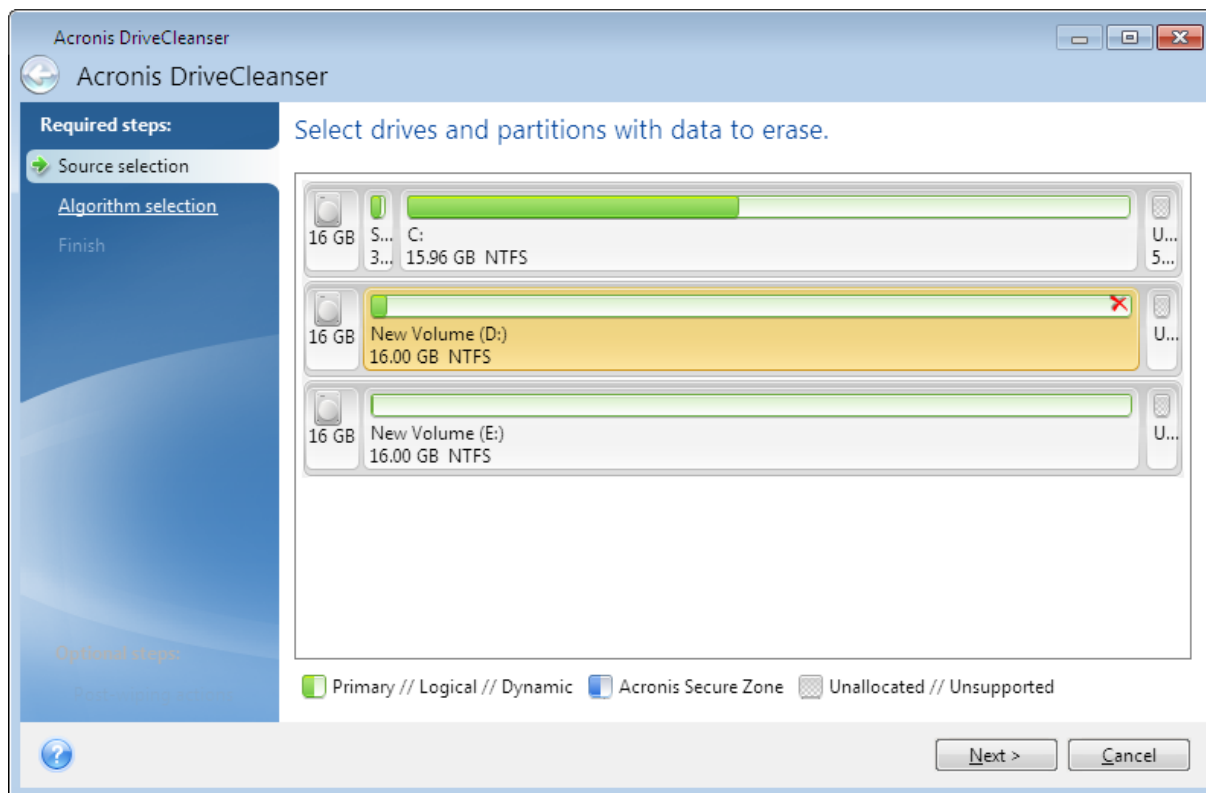 Acronis DriveCleanser
Acronis DriveCleanser
Required steps:
Source selection
Algorithm selection
Finish
Optional steps:
Select drives and partitions with data to erase.
16 GB
S...
3...
C:
15.96 GB NTFS
U...
5...
16 GB
New Volume (D:)
16.00 GB NTFS
U...
16 GB
New Volume (E:)
16.00 GB NTFS
U...
Primary // Logical // Dynamic
Acronis Secure Zone
Unallocated // Unsupported
?
Next >
Cancel